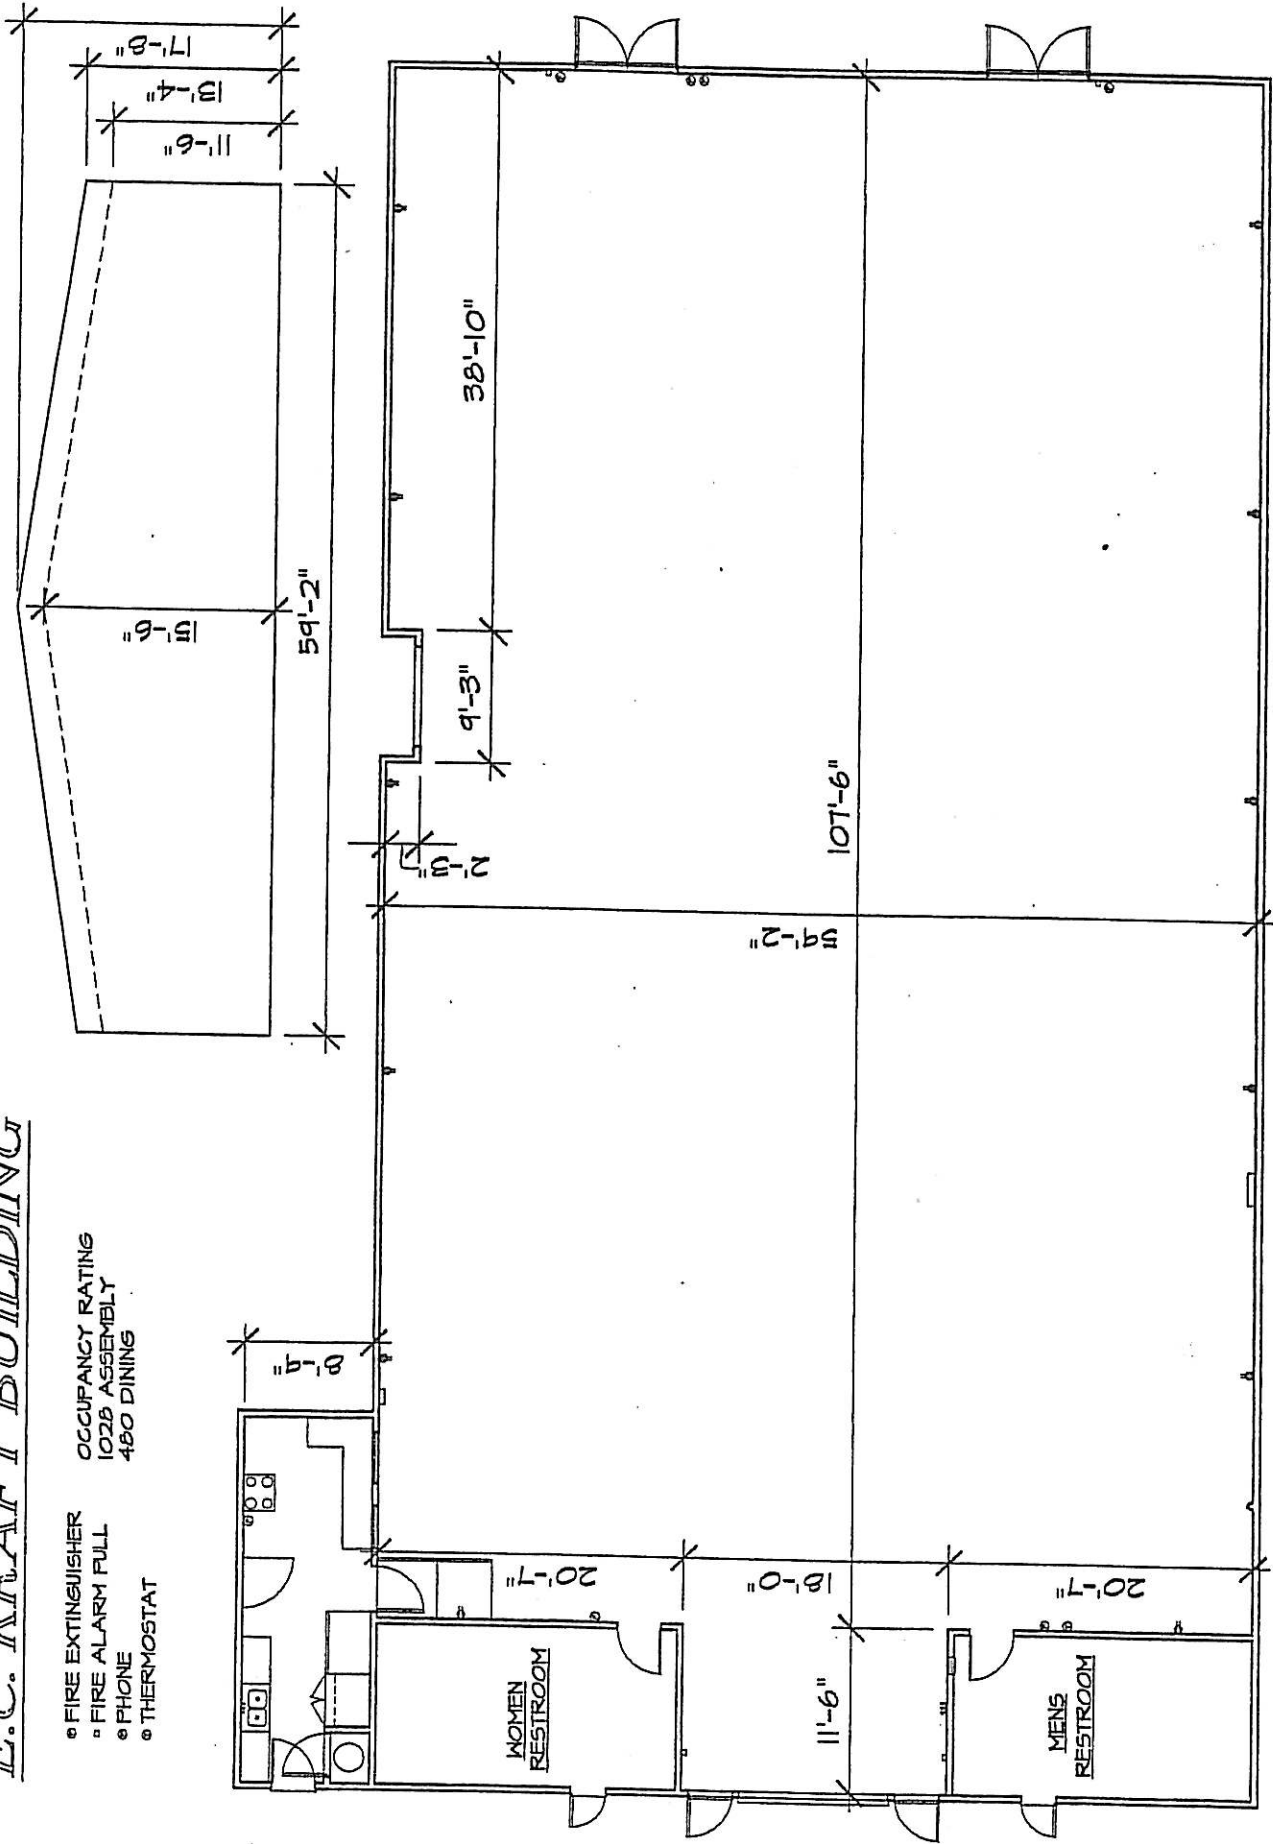 KRAFT BUILDING
FIRE EXTINGUISHER
FIRE ALARM PULL
PHONE
THERMOSTAT
OCCUPANCY RATING
1028 ASSEMBLY
480 DINING
17'-8"
13'-4"
11'-6"
15'-6"
59'-2"
38'-10"
9'-3"
2'-3"
107'-6"
59'-2"
8'-9"
20'-7"
18'-0"
20'-7"
11'-6"
WOMEN
RESTROOM
MENS
RESTROOM